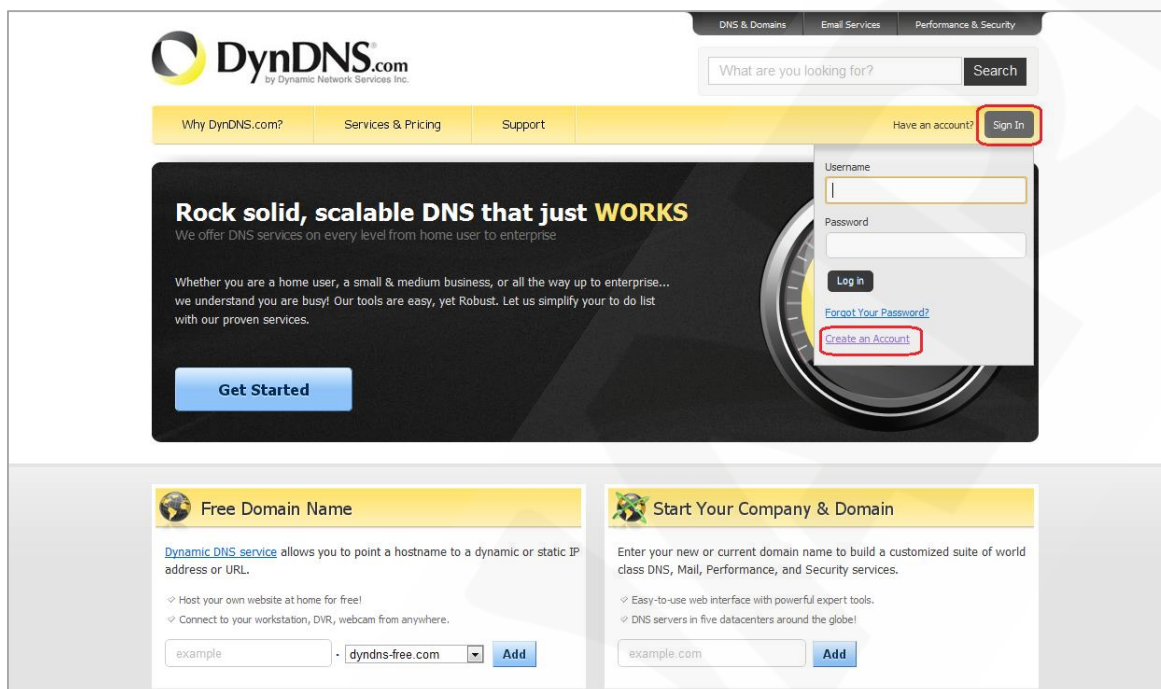 DNS & Domains
Email Services
Performance & Security
DynDNS.com
by Dynamic Network Services Inc.
What are you looking for?
Search
Why DynDNS.com?
Services & Pricing
Support
Have an account?
Sign In
Username
Password
Log in
Forgot Your Password?
Create an Account
Rock solid, scalable DNS that just WORKS
We offer DNS services on every level from home user to enterprise
Whether you are a home user, a small & medium business, or all the way up to enterprise...
we understand you are busy! Our tools are easy, yet Robust. Let us simplify your to do list
with our proven services.
Get Started
Free Domain Name
Dynamic DNS service allows you to point a hostname to a dynamic or static IP
address or URL.
Host your own website at home for free!
Connect to your workstation, DVR, webcam from anywhere.
example
dyndns-free.com
Add
Start Your Company & Domain
Enter your new or current domain name to build a customized suite of world
class DNS, Mail, Performance, and Security services.
Easy-to-use web interface with powerful expert tools.
DNS servers in five datacenters around the globe!
example.com
Add